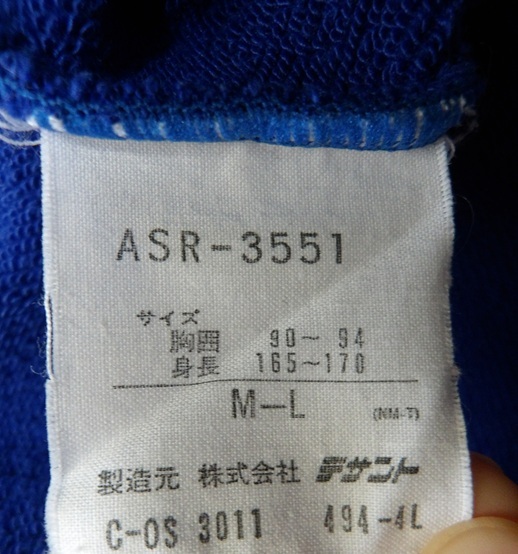 ASR-3551
サイズ
胸囲 90～94
身長 165～170
M-L (NM-T)
製造元 株式会社 デサント
C-OS 3011 494-4L